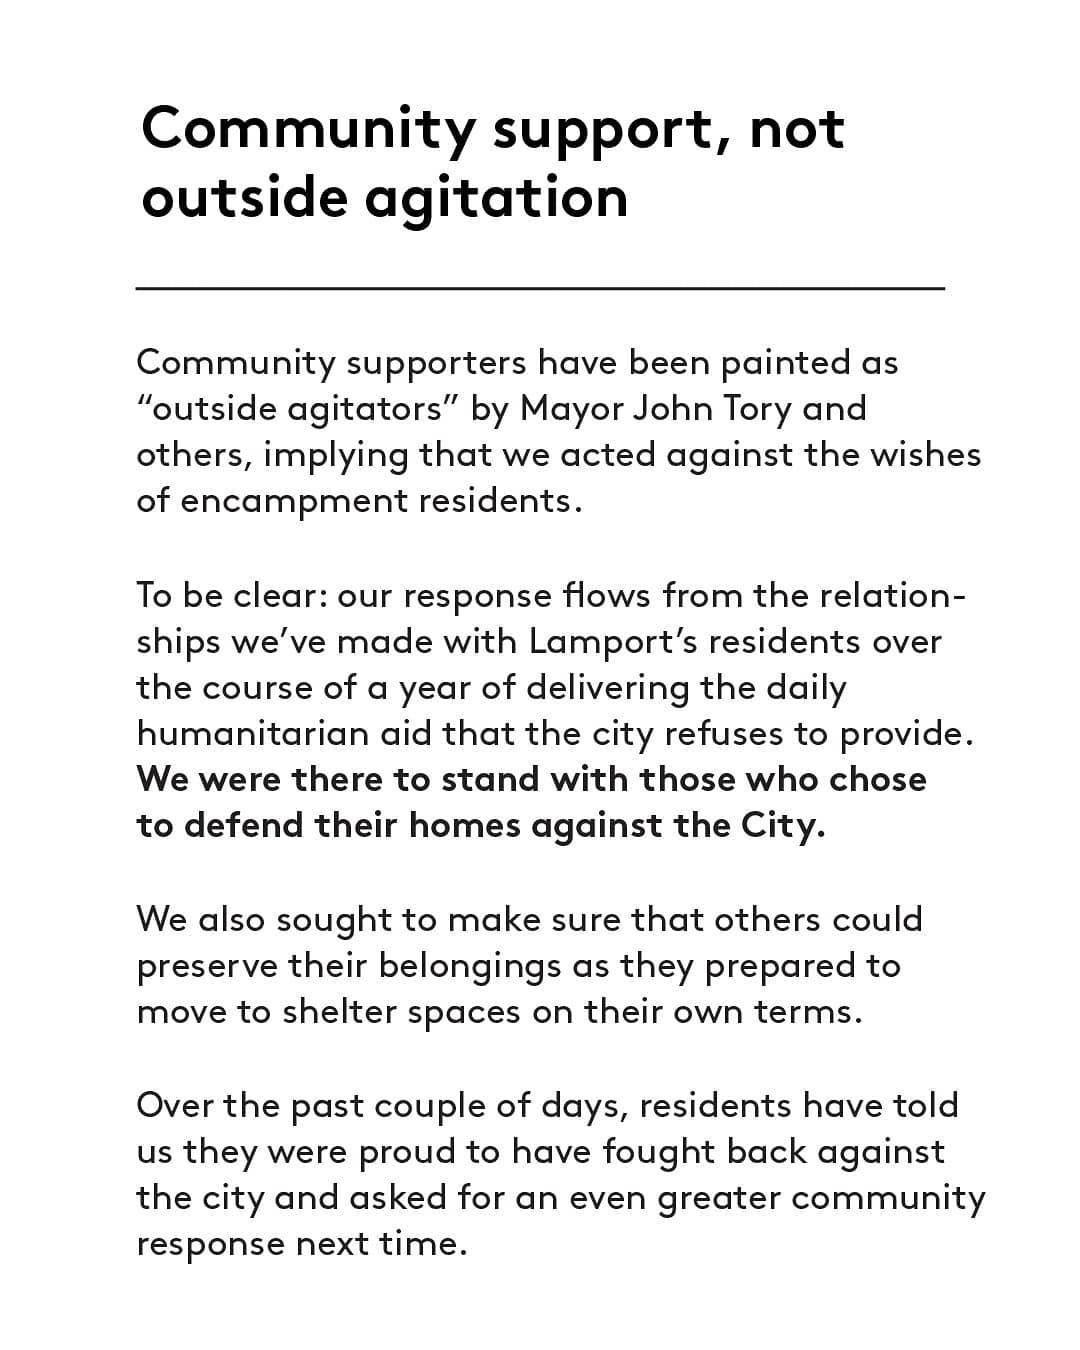 Community support, not
outside agitation
Community supporters have been painted as
“outside agitators” by Mayor John Tory and
others, implying that we acted against the wishes
of encampment residents.
To be clear: our response flows from the relation-
ships we’ve made with Lamport’s residents over
the course of a year of delivering the daily
humanitarian aid that the city refuses to provide.
We were there to stand with those who chose
to defend their homes against the City.
We also sought to make sure that others could
preserve their belongings as they prepared to
move to shelter spaces on their own terms.
Over the past couple of days, residents have told
us they were proud to have fought back against
the city and asked for an even greater community
response next time.